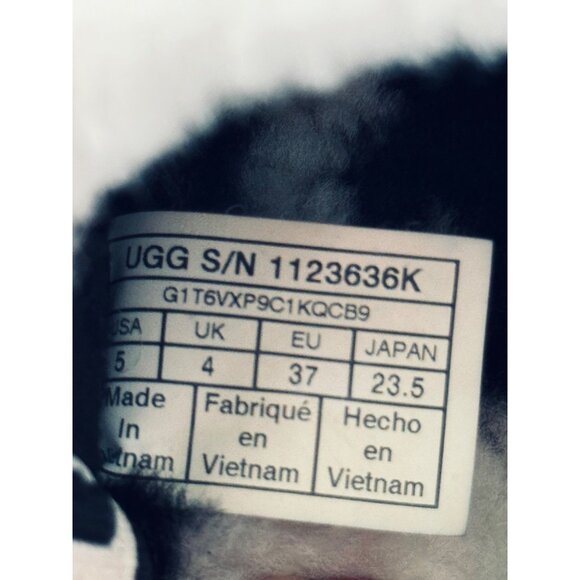 UGG S/N 1123636K
G1T6VXP9C1KQCB9
USA UK EU JAPAN
5 4 37 23.5
Made Fabriqué Hecho
In en en
Vietnam Vietnam Vietnam